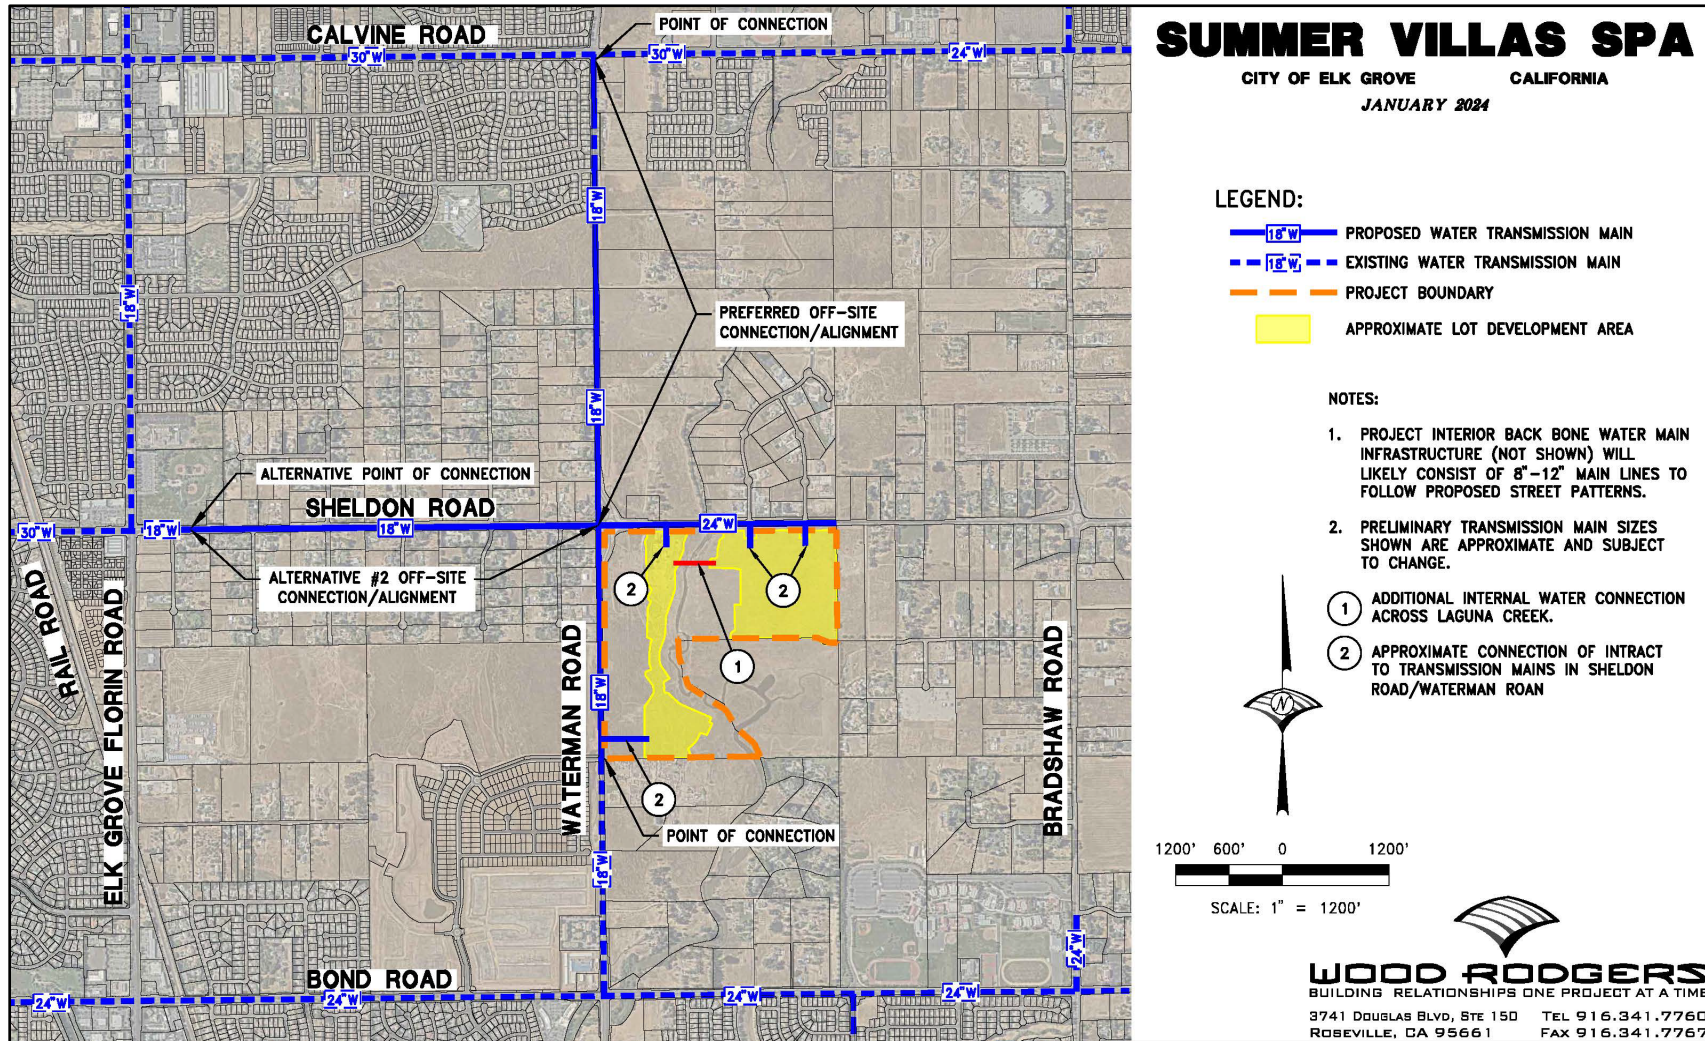 SUMMER VILLAS SPA
CITY OF ELK GROVE CALIFORNIA
JANUARY 2024
LEGEND:
18"W PROPOSED WATER TRANSMISSION MAIN
18"W EXISTING WATER TRANSMISSION MAIN
PROJECT BOUNDARY
APPROXIMATE LOT DEVELOPMENT AREA
NOTES:
1. PROJECT INTERIOR BACK BONE WATER MAIN
INFRASTRUCTURE (NOT SHOWN) WILL
LIKELY CONSIST OF 8"-12" MAIN LINES TO
FOLLOW PROPOSED STREET PATTERNS.
2. PRELIMINARY TRANSMISSION MAIN SIZES
SHOWN ARE APPROXIMATE AND SUBJECT
TO CHANGE.
1 ADDITIONAL INTERNAL WATER CONNECTION
ACROSS LAGUNA CREEK.
2 APPROXIMATE CONNECTION OF INTRACT
TO TRANSMISSION MAINS IN SHELDON
ROAD/WATERMAN ROAN
N
1200' 600' 0 1200'
SCALE: 1" = 1200'
WOOD RODGERS
BUILDING RELATIONSHIPS ONE PROJECT AT A TIME
3741 DOUGLAS BLVD, STE 150 TEL 916.341.7760
ROSEVILLE, CA 95661 FAX 916.341.7767
CALVINE ROAD
POINT OF CONNECTION
30"W
30"W
24"W
18"W
18"W
PREFERRED OFF-SITE
CONNECTION/ALIGNMENT
18"W
ALTERNATIVE POINT OF CONNECTION
SHELDON ROAD
30"W
18"W
18"W
24"W
ALTERNATIVE #2 OFF-SITE
CONNECTION/ALIGNMENT
2
2
1
RAIL ROAD
ELK GROVE FLORIN ROAD
WATERMAN ROAD
BRADSHAW ROAD
18"W
2
POINT OF CONNECTION
18"W
24"W
BOND ROAD
24"W
24"W
24"W
24"W